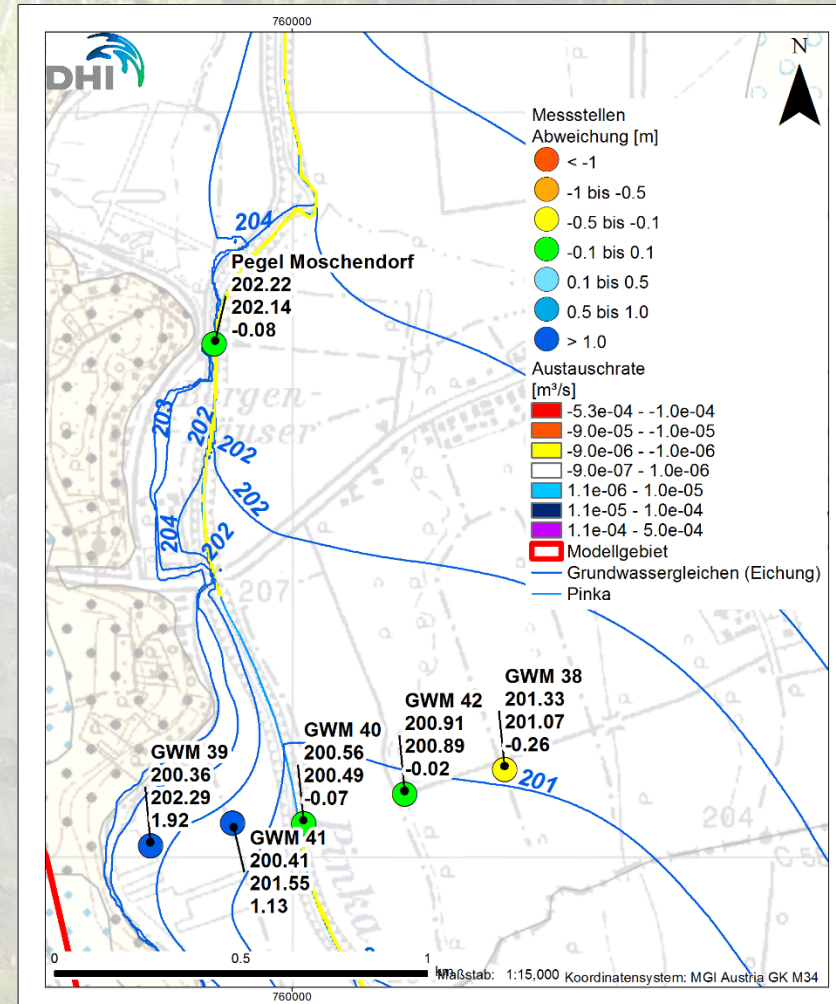 760000
DHI
N
Messstellen
Abweichung [m]
< -1
-1 bis -0.5
-0.5 bis -0.1
-0.1 bis 0.1
0.1 bis 0.5
0.5 bis 1.0
> 1.0
Austauschrate
[m³/s]
-5.3e-04 - -1.0e-04
-9.0e-05 - -1.0e-05
-9.0e-06 - -1.0e-06
-9.0e-07 - 1.0e-06
1.1e-06 - 1.0e-05
1.1e-05 - 1.0e-04
1.1e-04 - 5.0e-04
Modellgebiet
Grundwassergleichen (Eichung)
Pinka
204
Pegel Moschendorf
202.22
202.14
-0.08
203
202
202
202
204
202
207
GWM 38
201.33
201.07
-0.26
GWM 42
200.91
200.89
-0.02
GWM 40
200.56
200.49
-0.07
GWM 39
200.36
202.29
1.92
GWM 41
200.41
201.55
1.13
201
204
Pinka
0
0.5
1
km
Maßstab: 1:15,000
Koordinatensystem: MGI Austria GK M34
760000